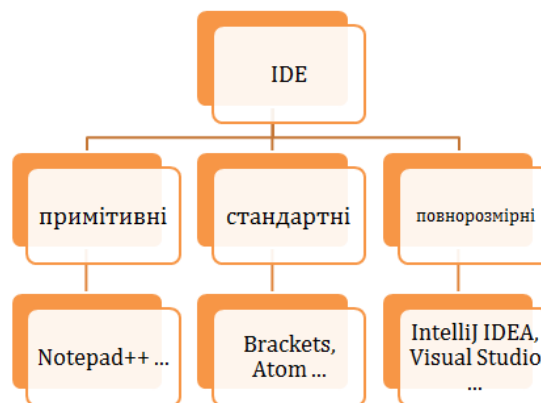 IDE
примітивні
стандартні
повнорозмірні
Notepad++ ...
Brackets,
Atom ...
IntelliJ IDEA,
Visual Studio
...